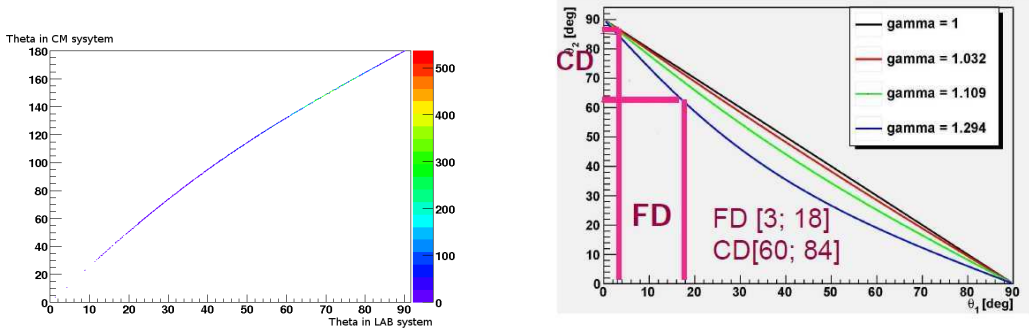 Theta in CM sysytem
180
160
140
120
100
80
60
40
20
0
0 10 20 30 40 50 60 70 80 90
Theta in LAB system
500
400
300
200
100
0
[deg]
90
80
70
60
50
40
30
20
10
0
0 10 20 30 40 50 60 70 80 90
θ1 [deg]
gamma = 1
gamma = 1.032
gamma = 1.109
gamma = 1.294
CD
FD
FD [3; 18]
CD[60; 84]